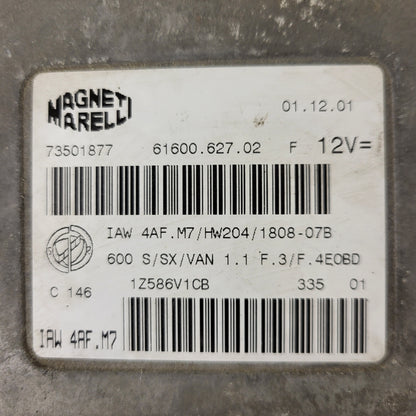 MAGNETI
MARELLI
01.12.01
73501877 61600.627.02 F 12V=
IAW 4AF.M7/HW204/1808-07B
600 S/SX/VAN 1.1 F.3/F.4EOBD
C 146 1Z586V1CB 335 01
IAW 4AF.M7